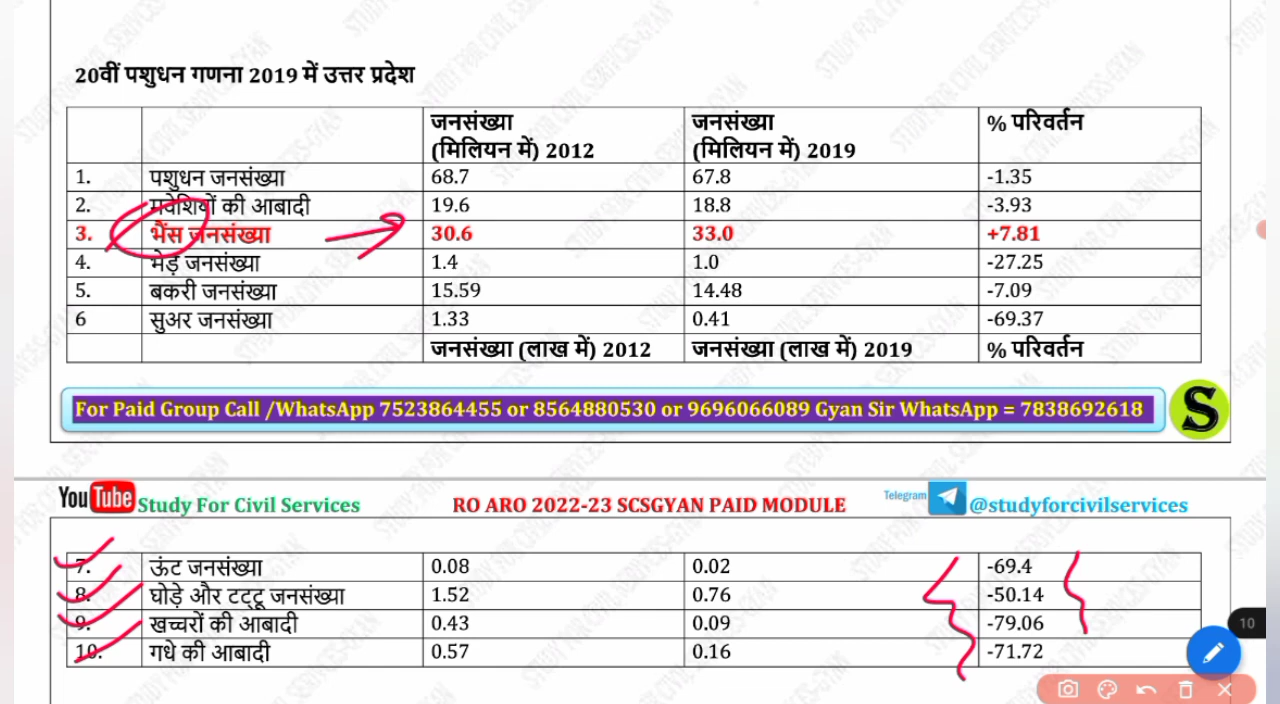 20वीं पशुधन गणना 2019 में उत्तर प्रदेश
जनसंख्या (मिलियन में) 2012 जनसंख्या (मिलियन में) 2019 % परिवर्तन
1. पशुधन जनसंख्या 68.7 67.8 -1.35
2. मवेशियों की आबादी 19.6 18.8 -3.93
3. भैंस जनसंख्या 30.6 33.0 +7.81
4. भेड़ जनसंख्या 1.4 1.0 -27.25
5. बकरी जनसंख्या 15.59 14.48 -7.09
6 सुअर जनसंख्या 1.33 0.41 -69.37
जनसंख्या (लाख में) 2012 जनसंख्या (लाख में) 2019 % परिवर्तन
For Paid Group Call /WhatsApp 7523864455 or 8564880530 or 9696066089 Gyan Sir WhatsApp = 7838692618
S
YouTube Study For Civil Services RO ARO 2022-23 SCSGYAN PAID MODULE Telegram @studyforcivilservices
7. ऊंट जनसंख्या 0.08 0.02 -69.4
8. घोड़े और टट्टू जनसंख्या 1.52 0.76 -50.14
9. खच्चरों की आबादी 0.43 0.09 -79.06
10. गधे की आबादी 0.57 0.16 -71.72
10
STUDY FOR CIVIL SERVICES-GYAN